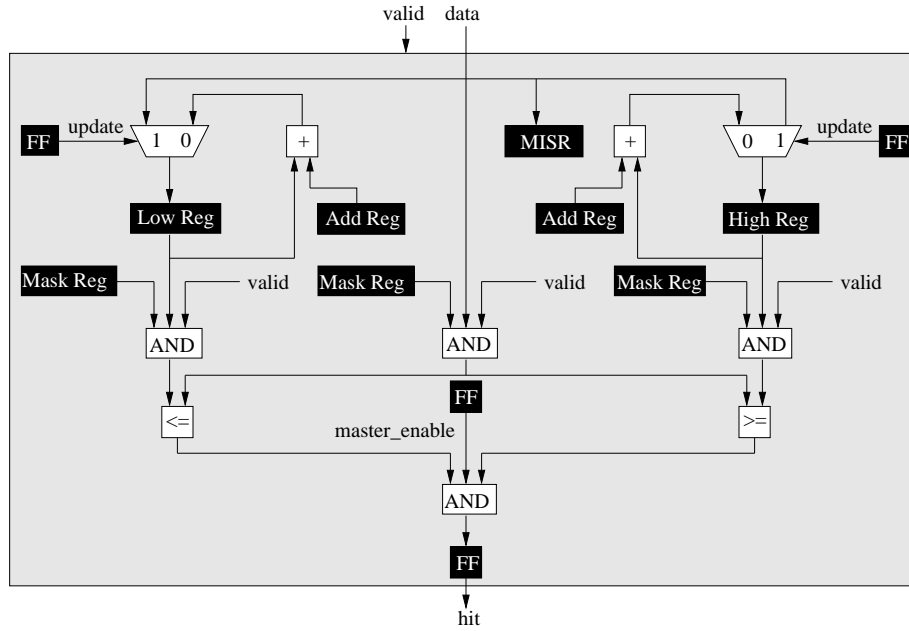 valid data
update
FF
1 0
+
MISR
+
0 1
update
FF
Low Reg
Add Reg
Add Reg
High Reg
Mask Reg
valid
Mask Reg
valid
Mask Reg
valid
AND
AND
AND
<=
FF
>=
master_enable
AND
FF
hit